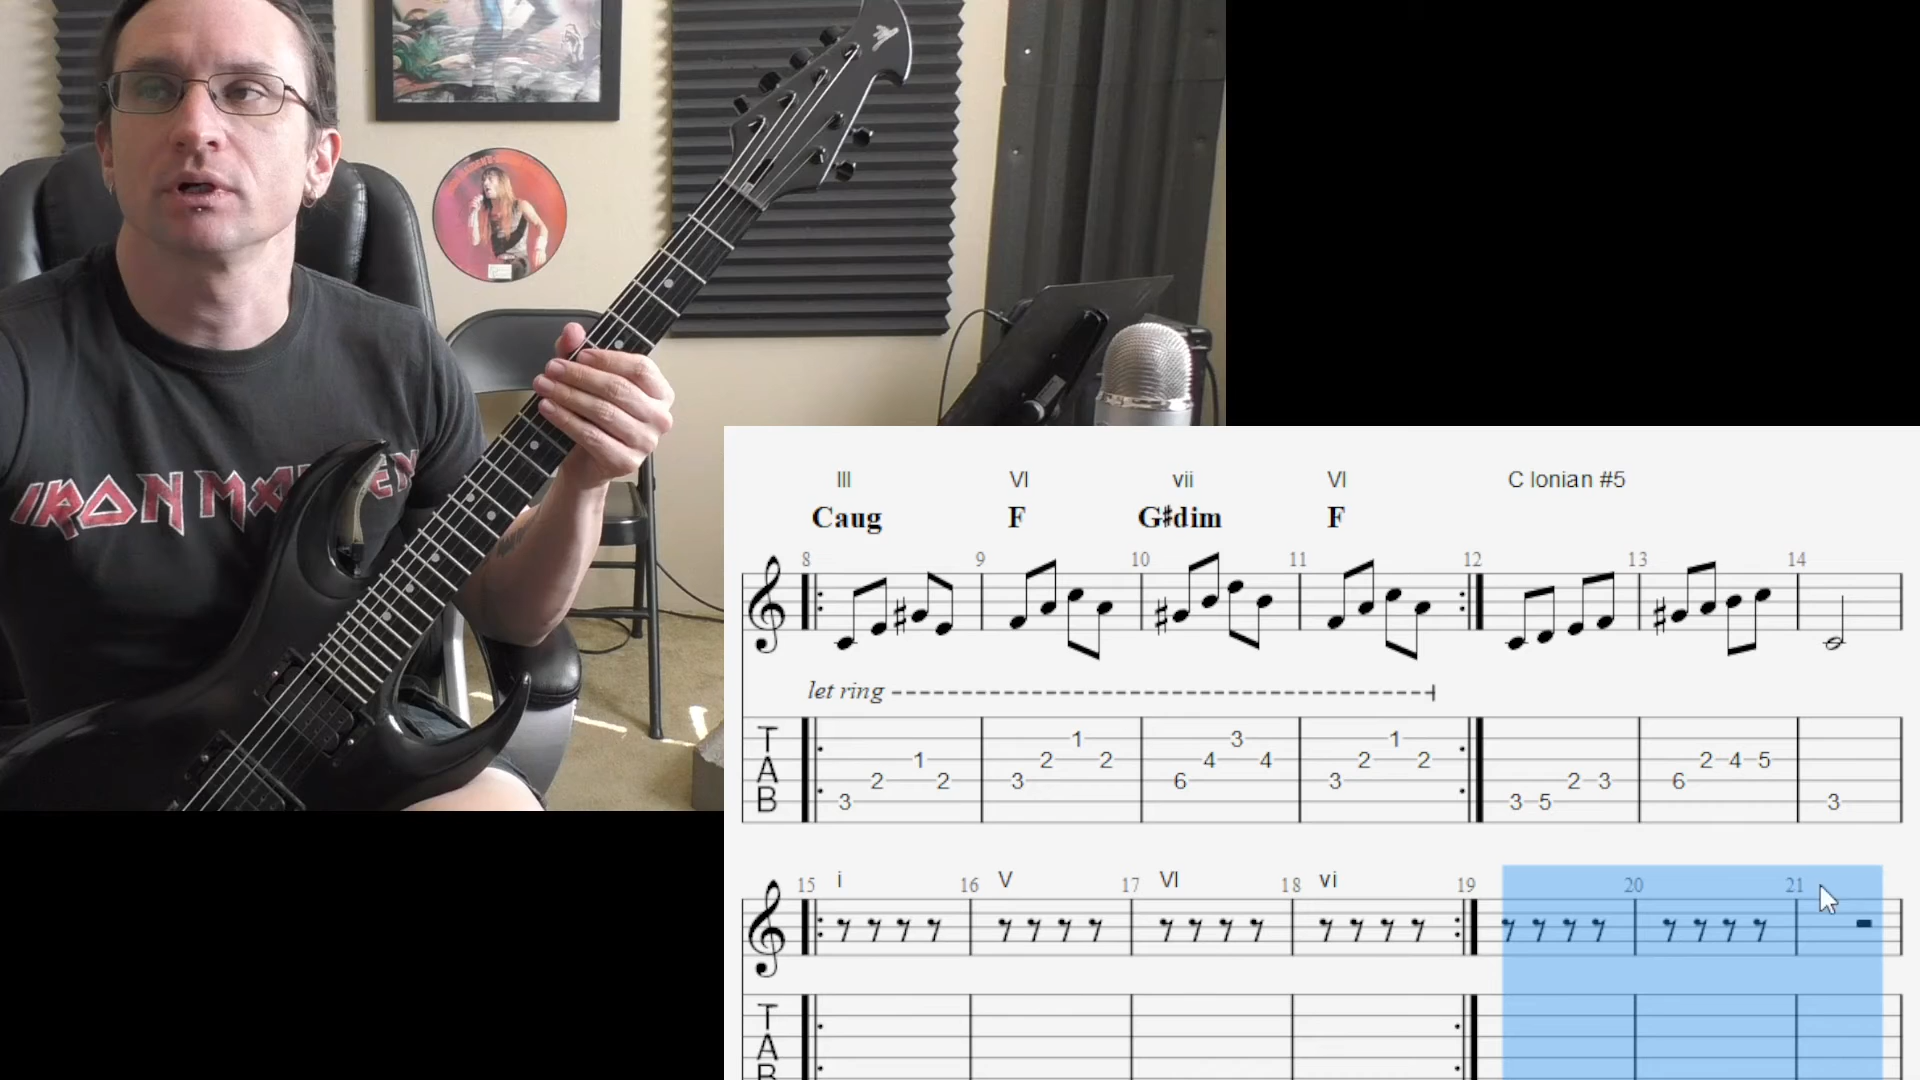 IRON MAIDEN
III VI vii VI C Ionian #5
Caug F G♯dim F
8 9 10 11 12 13 14
let ring
T 1 1 3 1
A 2 1 2 2 2 4 4 2 2 2 4 5
B 3 2 3 6 3 3 5 2 3 6 3
15 i 16 V 17 VI 18 vi 19 20 21
T
A
B